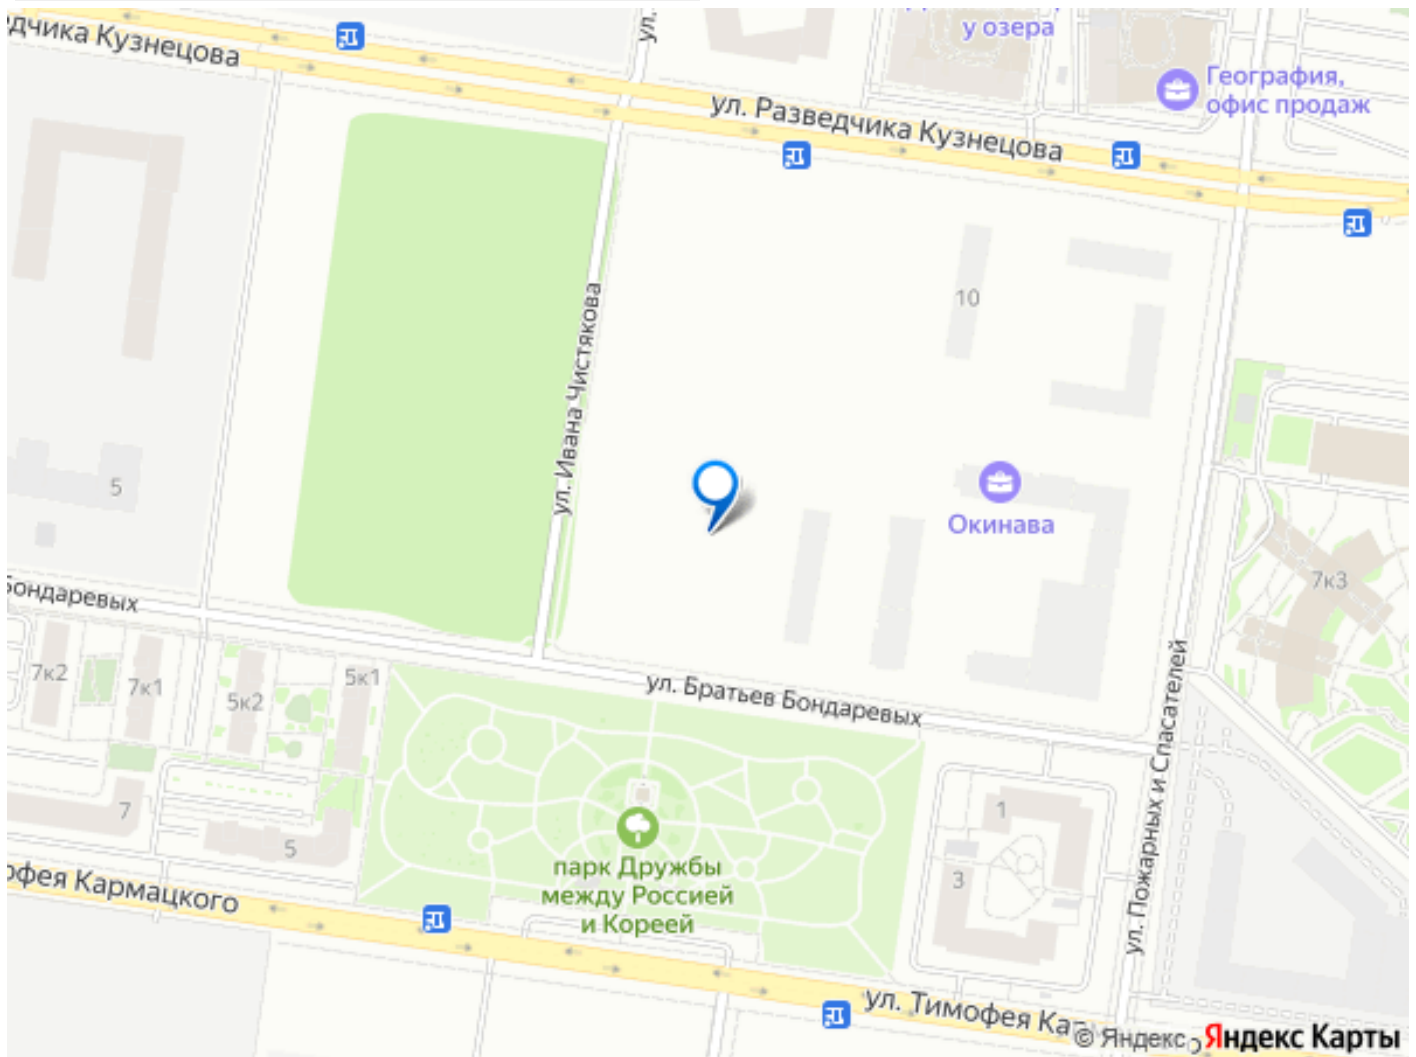 у озера
География,
офис продаж
дчика Кузнецова
ул.
ул. Разведчика Кузнецова
10
ул. Ивана Чистякова
5
Окинава
7к3
Бондаревых
7к2
7к1
5к2
5к1
ул. Братьев Бондаревых
ул. Пожарных и Спасателей
7
5
1
3
парк Дружбы
между Россией
и Кореей
офея Кармацкого
ул. Тимофея Кар
© Яндекс
Яндекс Карты